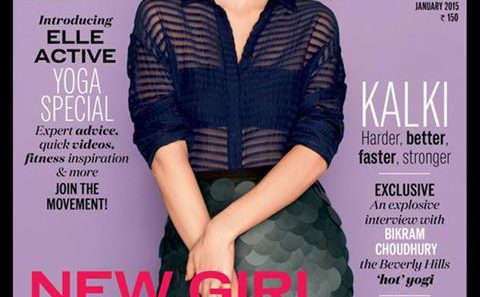 JANUARY 2015
₹ 150
Introducing
ELLE
ACTIVE
YOGA
SPECIAL
Expert advice,
quick videos,
fitness inspiration
& more
JOIN THE
MOVEMENT!
KALKI
Harder, better,
faster, stronger
EXCLUSIVE
An explosive
interview with
BIKRAM
CHOUDHURY
the Beverly Hills
'hot' yogi
NEW GIRL